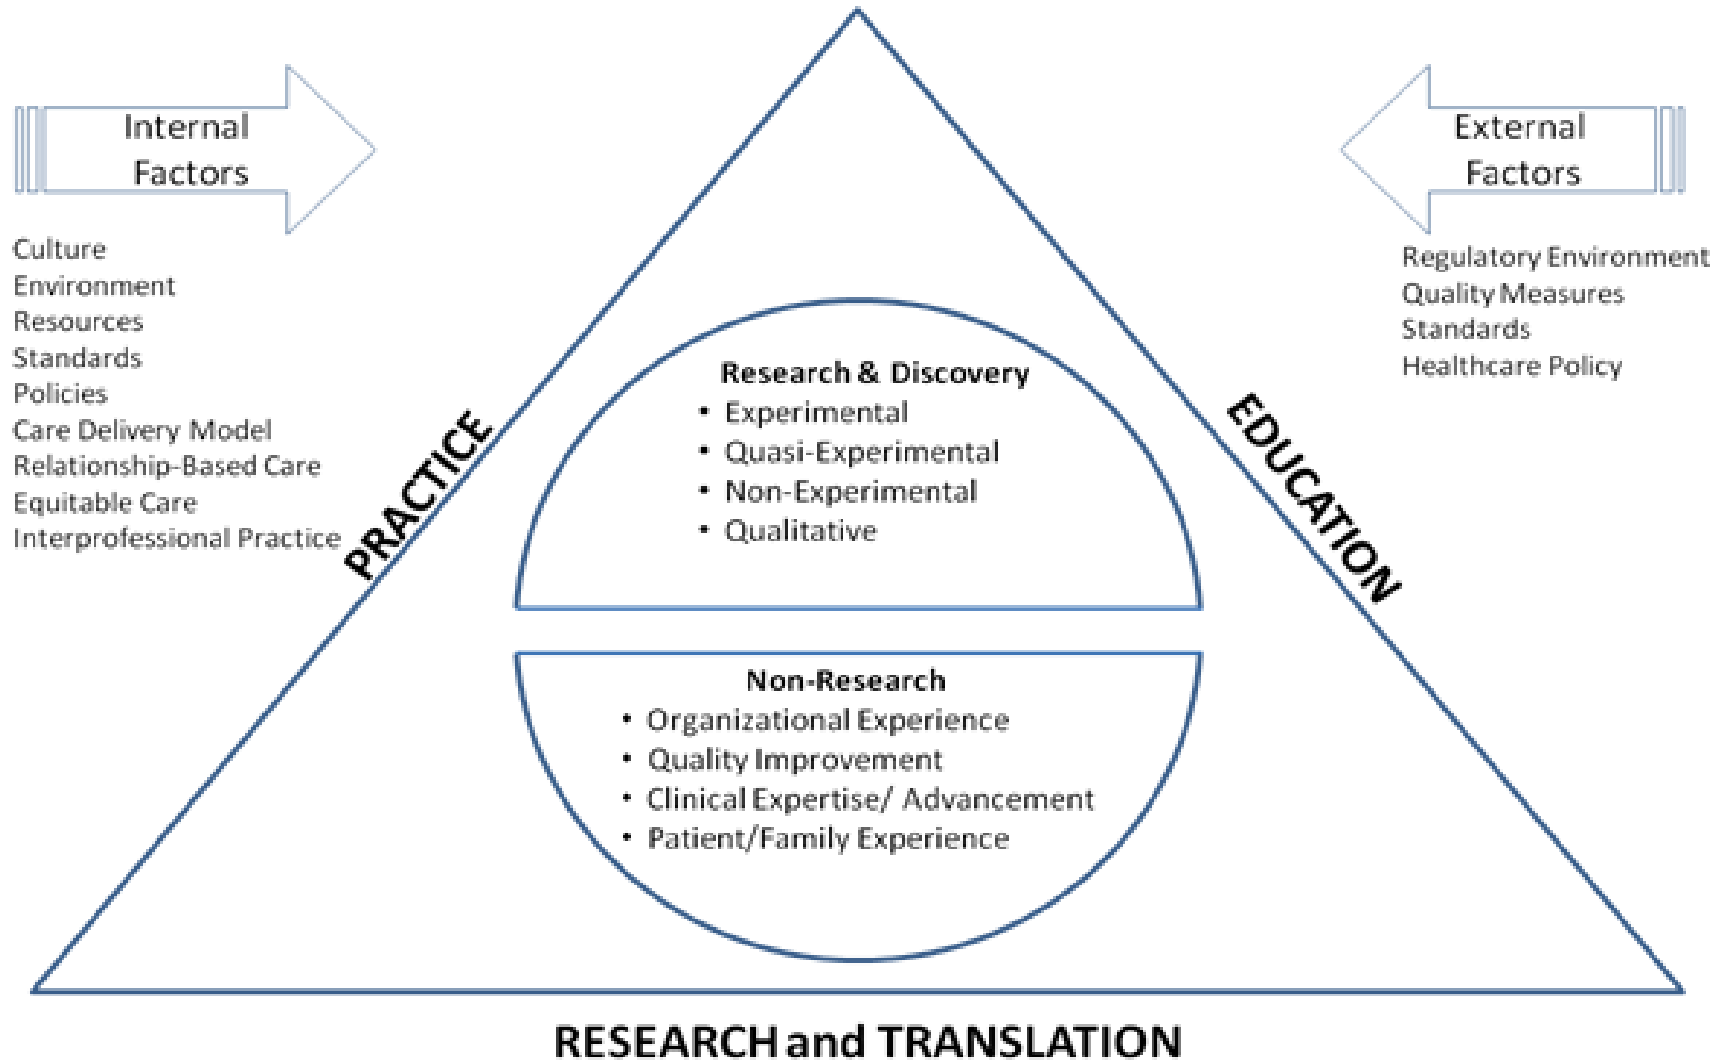 Internal
Factors
Culture
Environment
Resources
Standards
Policies
Care Delivery Model
Relationship-Based Care
Equitable Care
Interprofessional Practice
PRACTICE
External
Factors
Regulatory Environment
Quality Measures
Standards
Healthcare Policy
EDUCATION
Research & Discovery
• Experimental
• Quasi-Experimental
• Non-Experimental
• Qualitative
Non-Research
• Organizational Experience
• Quality Improvement
• Clinical Expertise/ Advancement
• Patient/Family Experience
RESEARCH and TRANSLATION